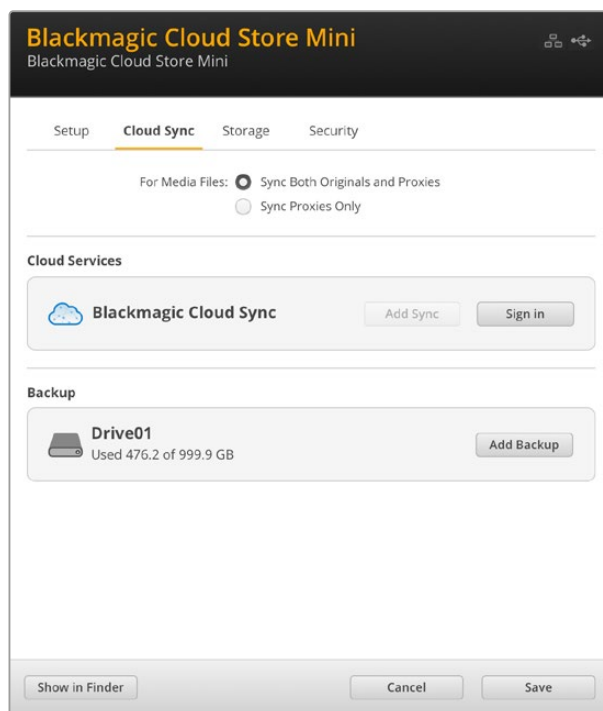 Blackmagic Cloud Store Mini
Blackmagic Cloud Store Mini
Setup Cloud Sync Storage Security
For Media Files: Sync Both Originals and Proxies
Sync Proxies Only
Cloud Services
Blackmagic Cloud Sync Add Sync Sign in
Backup
Drive01
Used 476.2 of 999.9 GB
Add Backup
Show in Finder Cancel Save